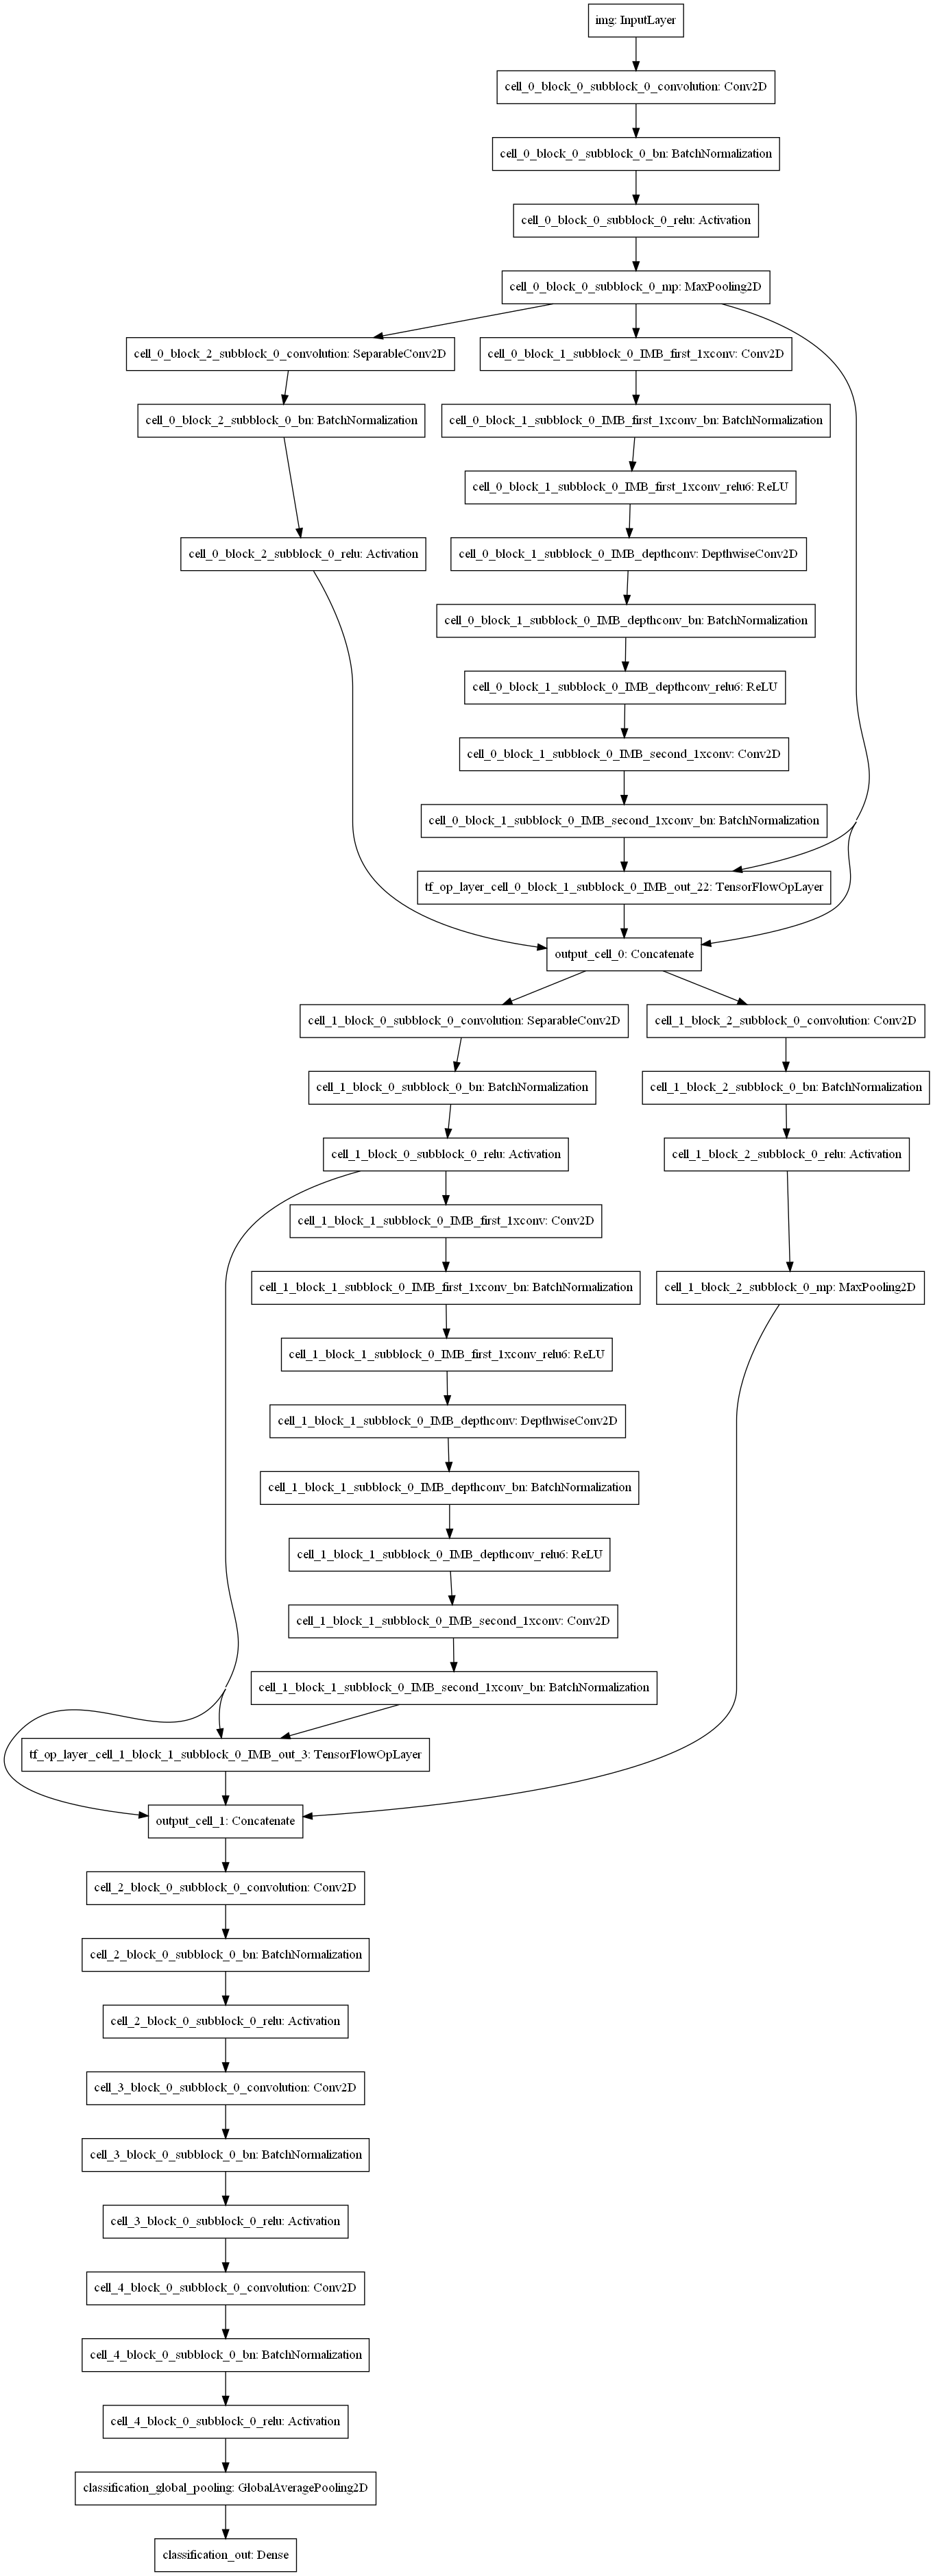 img: InputLayer
cell_0_block_0_subblock_0_convolution: Conv2D
cell_0_block_0_subblock_0_bn: BatchNormalization
cell_0_block_0_subblock_0_relu: Activation
cell_0_block_0_subblock_0_mp: MaxPooling2D
cell_0_block_2_subblock_0_convolution: SeparableConv2D
cell_0_block_1_subblock_0_IMB_first_1xconv: Conv2D
cell_0_block_2_subblock_0_bn: BatchNormalization
cell_0_block_1_subblock_0_IMB_first_1xconv_bn: BatchNormalization
cell_0_block_1_subblock_0_IMB_first_1xconv_relu6: ReLU
cell_0_block_2_subblock_0_relu: Activation
cell_0_block_1_subblock_0_IMB_depthconv: DepthwiseConv2D
cell_0_block_1_subblock_0_IMB_depthconv_bn: BatchNormalization
cell_0_block_1_subblock_0_IMB_depthconv_relu6: ReLU
cell_0_block_1_subblock_0_IMB_second_1xconv: Conv2D
cell_0_block_1_subblock_0_IMB_second_1xconv_bn: BatchNormalization
tf_op_layer_cell_0_block_1_subblock_0_IMB_out_22: TensorFlowOpLayer
output_cell_0: Concatenate
cell_1_block_0_subblock_0_convolution: SeparableConv2D
cell_1_block_2_subblock_0_convolution: Conv2D
cell_1_block_0_subblock_0_bn: BatchNormalization
cell_1_block_2_subblock_0_bn: BatchNormalization
cell_1_block_0_subblock_0_relu: Activation
cell_1_block_2_subblock_0_relu: Activation
cell_1_block_1_subblock_0_IMB_first_1xconv: Conv2D
cell_1_block_1_subblock_0_IMB_first_1xconv_bn: BatchNormalization
cell_1_block_2_subblock_0_mp: MaxPooling2D
cell_1_block_1_subblock_0_IMB_first_1xconv_relu6: ReLU
cell_1_block_1_subblock_0_IMB_depthconv: DepthwiseConv2D
cell_1_block_1_subblock_0_IMB_depthconv_bn: BatchNormalization
cell_1_block_1_subblock_0_IMB_depthconv_relu6: ReLU
cell_1_block_1_subblock_0_IMB_second_1xconv: Conv2D
cell_1_block_1_subblock_0_IMB_second_1xconv_bn: BatchNormalization
tf_op_layer_cell_1_block_1_subblock_0_IMB_out_3: TensorFlowOpLayer
output_cell_1: Concatenate
cell_2_block_0_subblock_0_convolution: Conv2D
cell_2_block_0_subblock_0_bn: BatchNormalization
cell_2_block_0_subblock_0_relu: Activation
cell_3_block_0_subblock_0_convolution: Conv2D
cell_3_block_0_subblock_0_bn: BatchNormalization
cell_3_block_0_subblock_0_relu: Activation
cell_4_block_0_subblock_0_convolution: Conv2D
cell_4_block_0_subblock_0_bn: BatchNormalization
cell_4_block_0_subblock_0_relu: Activation
classification_global_pooling: GlobalAveragePooling2D
classification_out: Dense